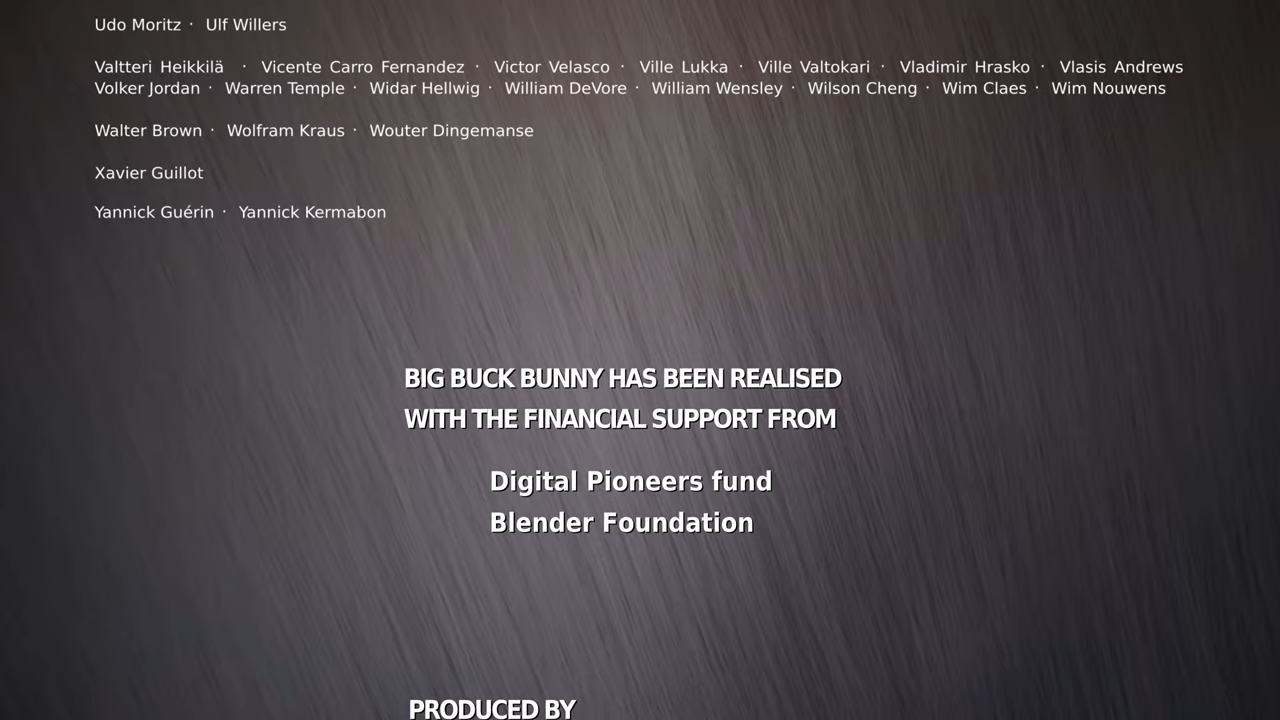 Udo Moritz · Ulf Willers
Valtteri Heikkilä · Vicente Carro Fernandez · Victor Velasco · Ville Lukka · Ville Valtokari · Vladimir Hrasko · Vlasis Andrews
Volker Jordan · Warren Temple · Widar Hellwig · William DeVore · William Wensley · Wilson Cheng · Wim Claes · Wim Nouwens
Walter Brown · Wolfram Kraus · Wouter Dingemanse
Xavier Guillot
Yannick Guérin · Yannick Kermabon
BIG BUCK BUNNY HAS BEEN REALISED
WITH THE FINANCIAL SUPPORT FROM
Digital Pioneers fund
Blender Foundation
PRODUCED BY